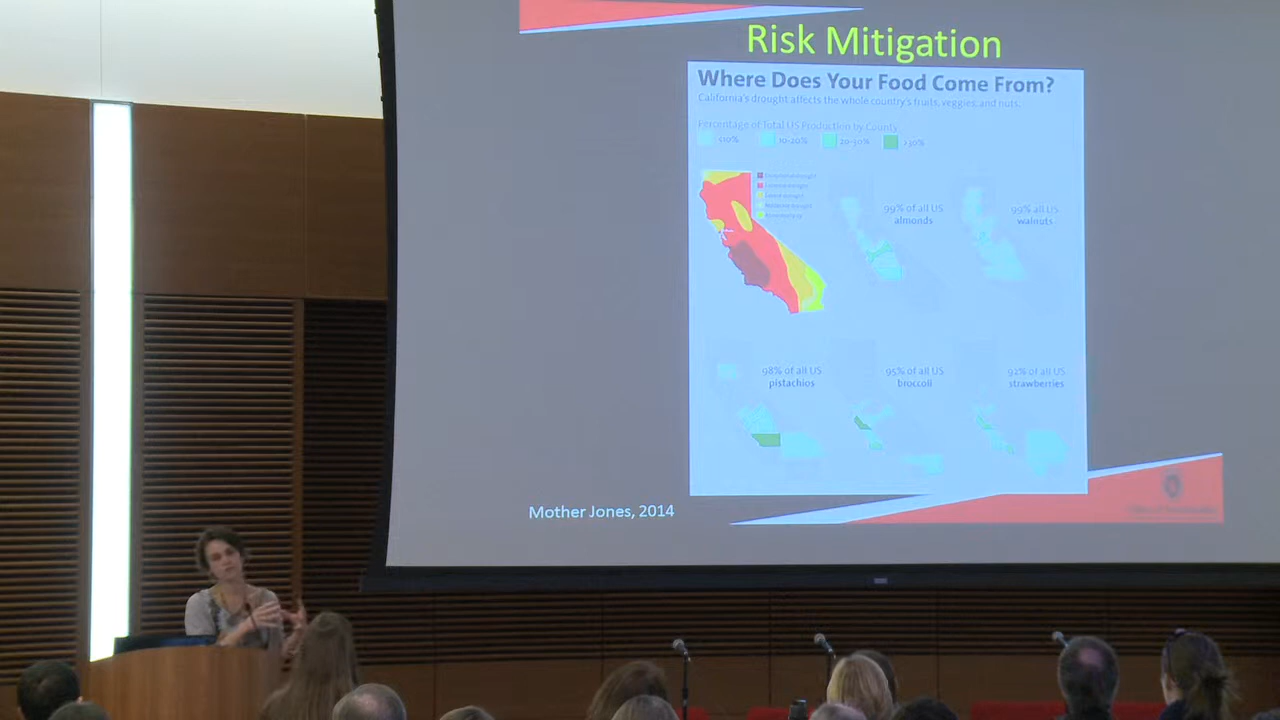 Risk Mitigation
Where Does Your Food Come From?
California's drought affects the whole country's fruits, veggies, and nuts.
Percentage of Total US Production by County
<10%
10-20%
20-30%
>30%
99% of all US
almonds
99% all US
walnuts
98% of all US
pistachios
95% of all US
broccoli
92% of all US
strawberries
Mother Jones, 2014